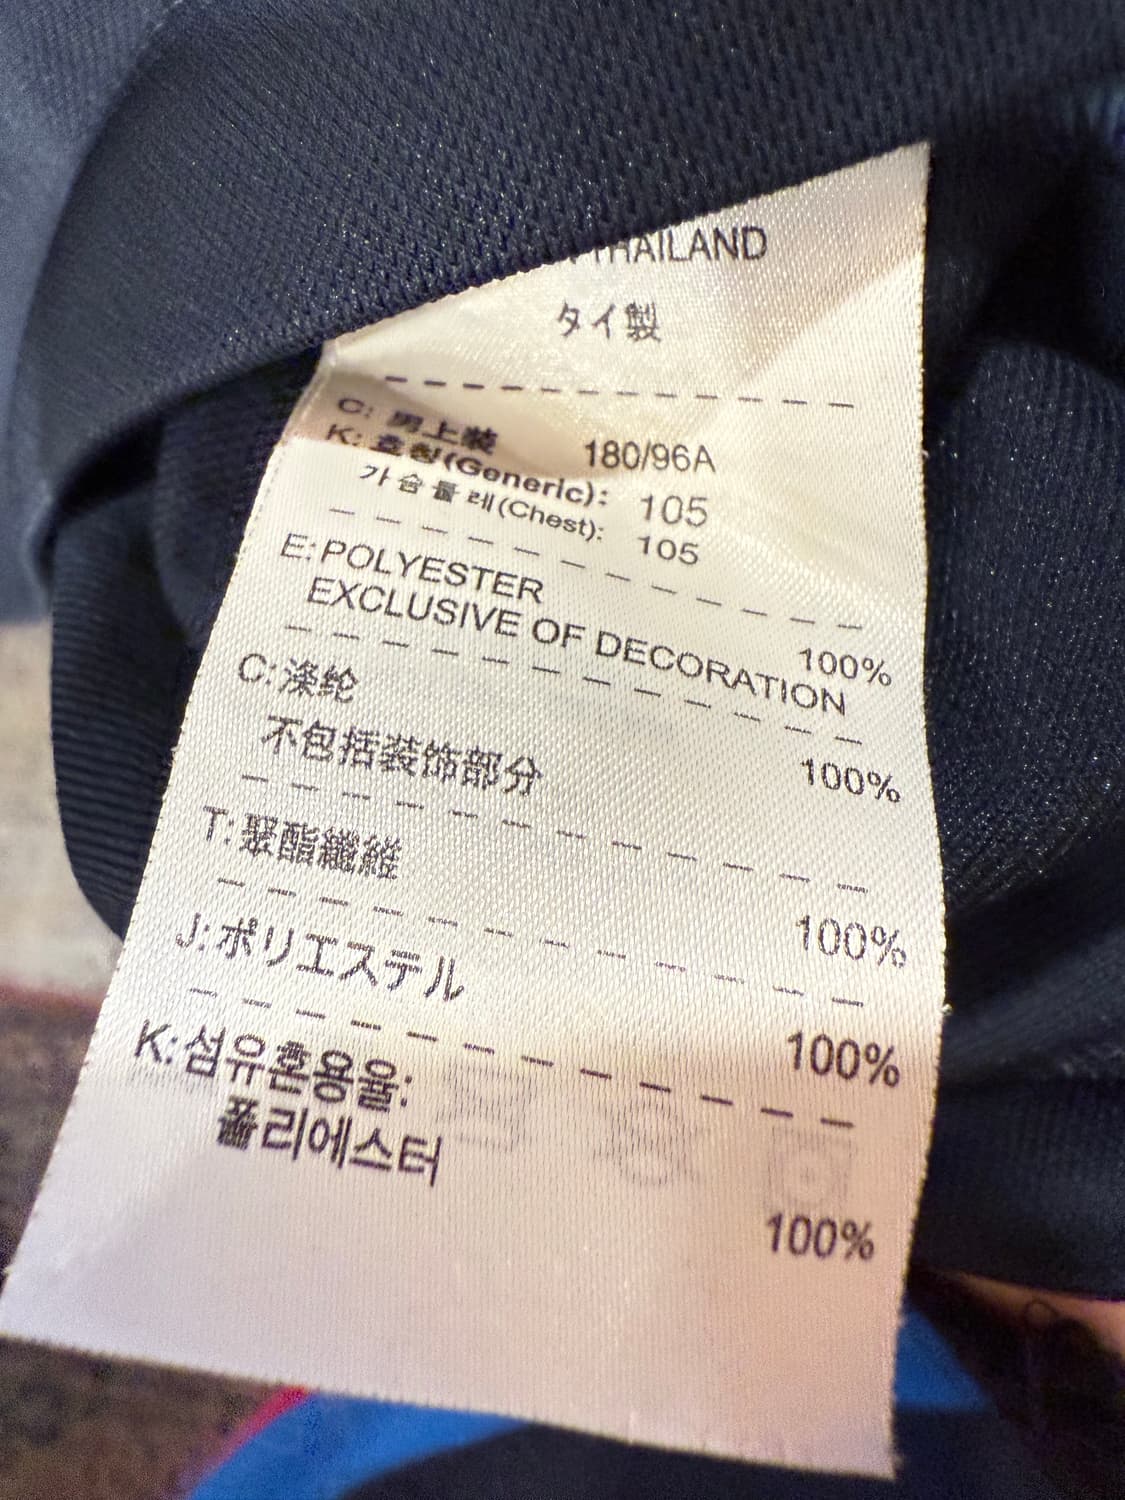 THAILAND
タイ製
C: 男上装 180/96A
K: 호칭(Generic): 105
가슴둘레(Chest): 105
E: POLYESTER 100%
EXCLUSIVE OF DECORATION
C: 涤纶 100%
不包括装饰部分
T: 聚酯纖維 100%
J: ポリエステル 100%
K: 섬유혼용율:
폴리에스터 100%